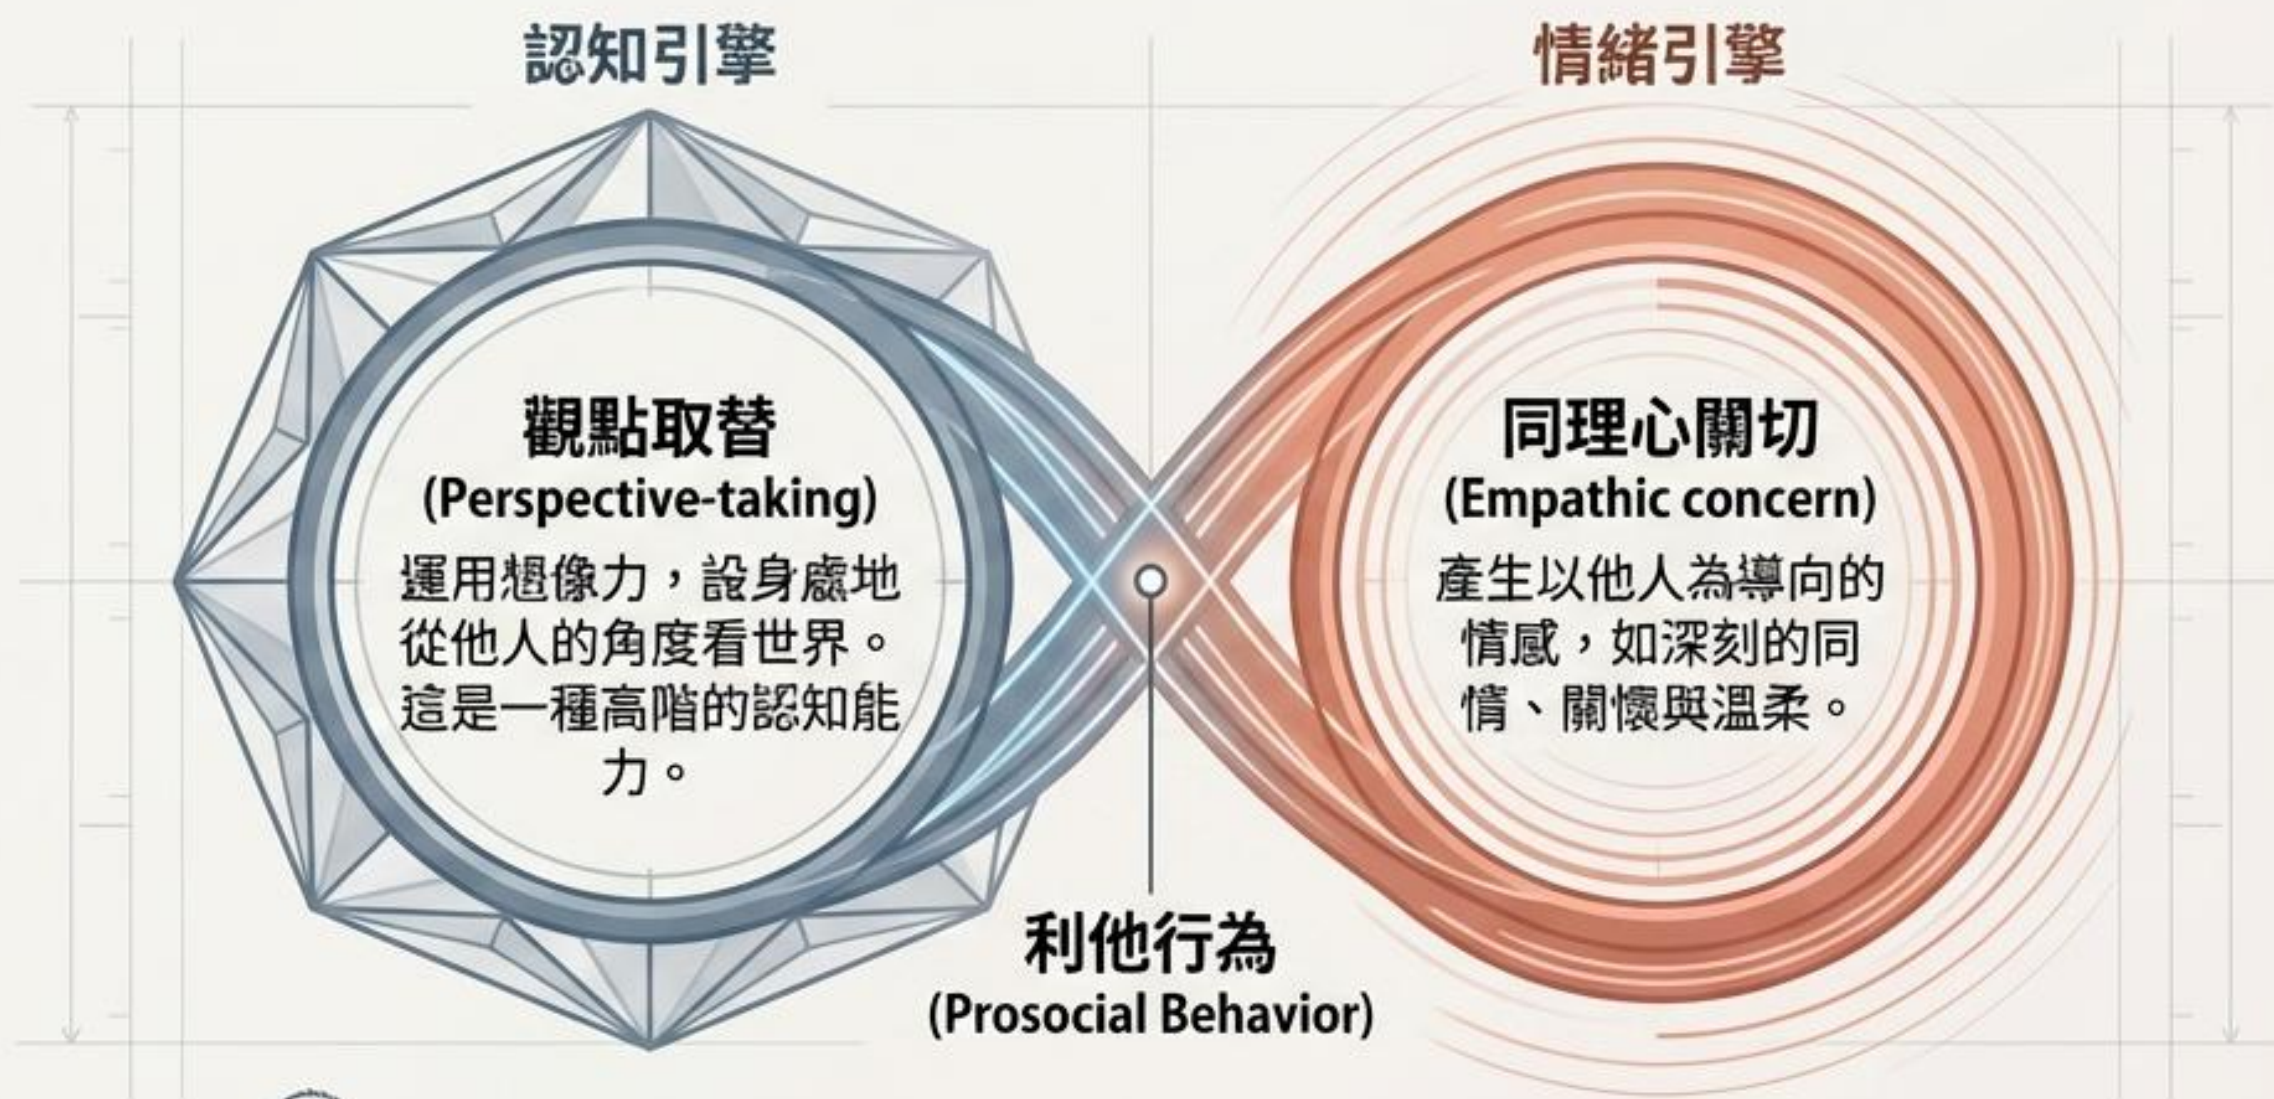 認知引擎
情緒引擎
觀點取替
(Perspective-taking)
運用想像力，設身處地
從他人的角度看世界。
這是一種高階的認知能
力。
同理心關切
(Empathic concern)
產生以他人為導向的
情感，如深刻的同
情、關懷與溫柔。
利他行為
(Prosocial Behavior)